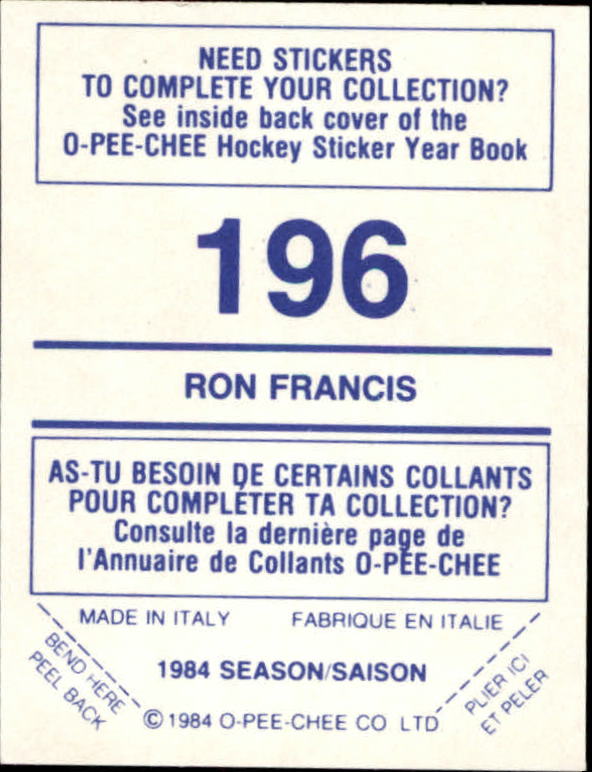 NEED STICKERS
TO COMPLETE YOUR COLLECTION?
See inside back cover of the
O-PEE-CHEE Hockey Sticker Year Book
196
RON FRANCIS
AS-TU BESOIN DE CERTAINS COLLANTS
POUR COMPLÉTER TA COLLECTION?
Consulte la dernière page de
l'Annuaire de Collants O-PEE-CHEE
MADE IN ITALY FABRIQUE EN ITALIE
BEND HERE
PEEL BACK
1984 SEASON/SAISON
PLIER ICI
ET PELER
© 1984 O-PEE-CHEE CO LTD